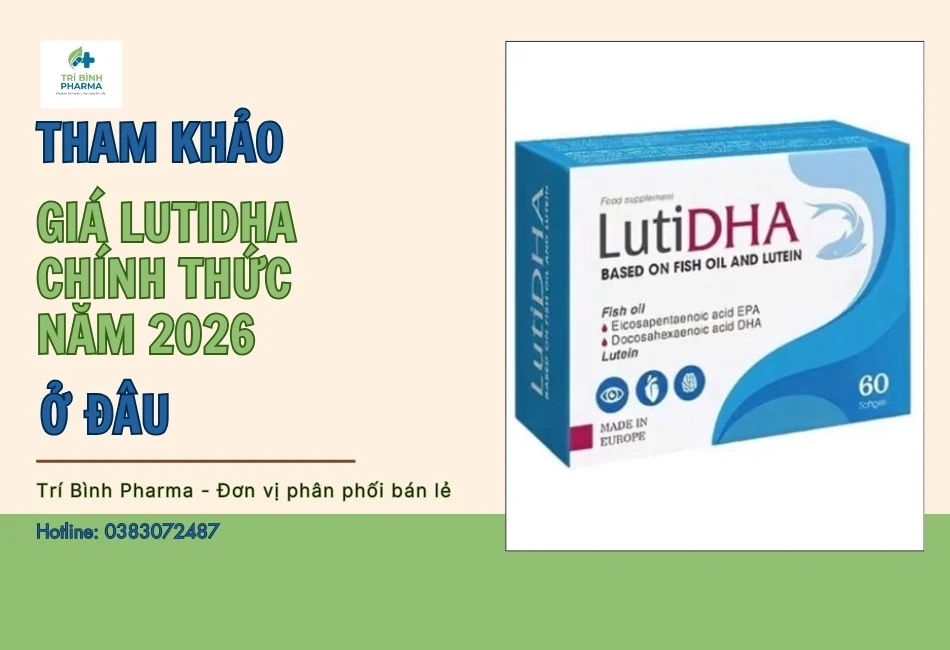 TRÍ BÌNH
PHARMA
THAM KHẢO
GIÁ LUTIDHA
CHÍNH THỨC
NĂM 2026
Ở ĐÂU
Trí Bình Pharma - Đơn vị phân phối bán lẻ
Hotline: 0383072487
Food supplement
LutiDHA
BASED ON FISH OIL AND LUTEIN
Fish oil
Eicosapentaenoic acid EPA
Docosahexaenoic acid DHA
Lutein
60
Softgels
MADE IN
EUROPE
LutiDHA
BASED ON FISH OIL AND LUTEIN